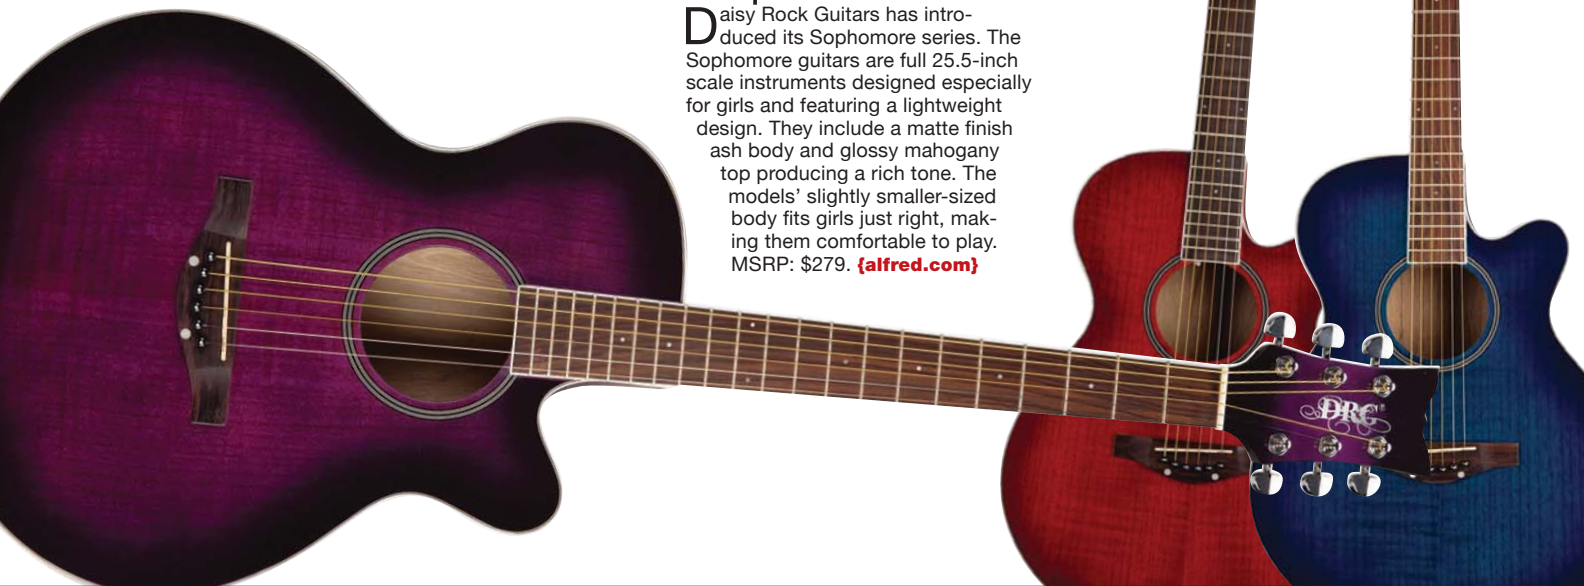 Daisy Rock Guitars has intro-
duced its Sophomore series. The
Sophomore guitars are full 25.5-inch
scale instruments designed especially
for girls and featuring a lightweight
design. They include a matte finish
ash body and glossy mahogany
top producing a rich tone. The
models’ slightly smaller-sized
body fits girls just right, mak-
ing them comfortable to play.
MSRP: $279. {alfred.com}
DRG